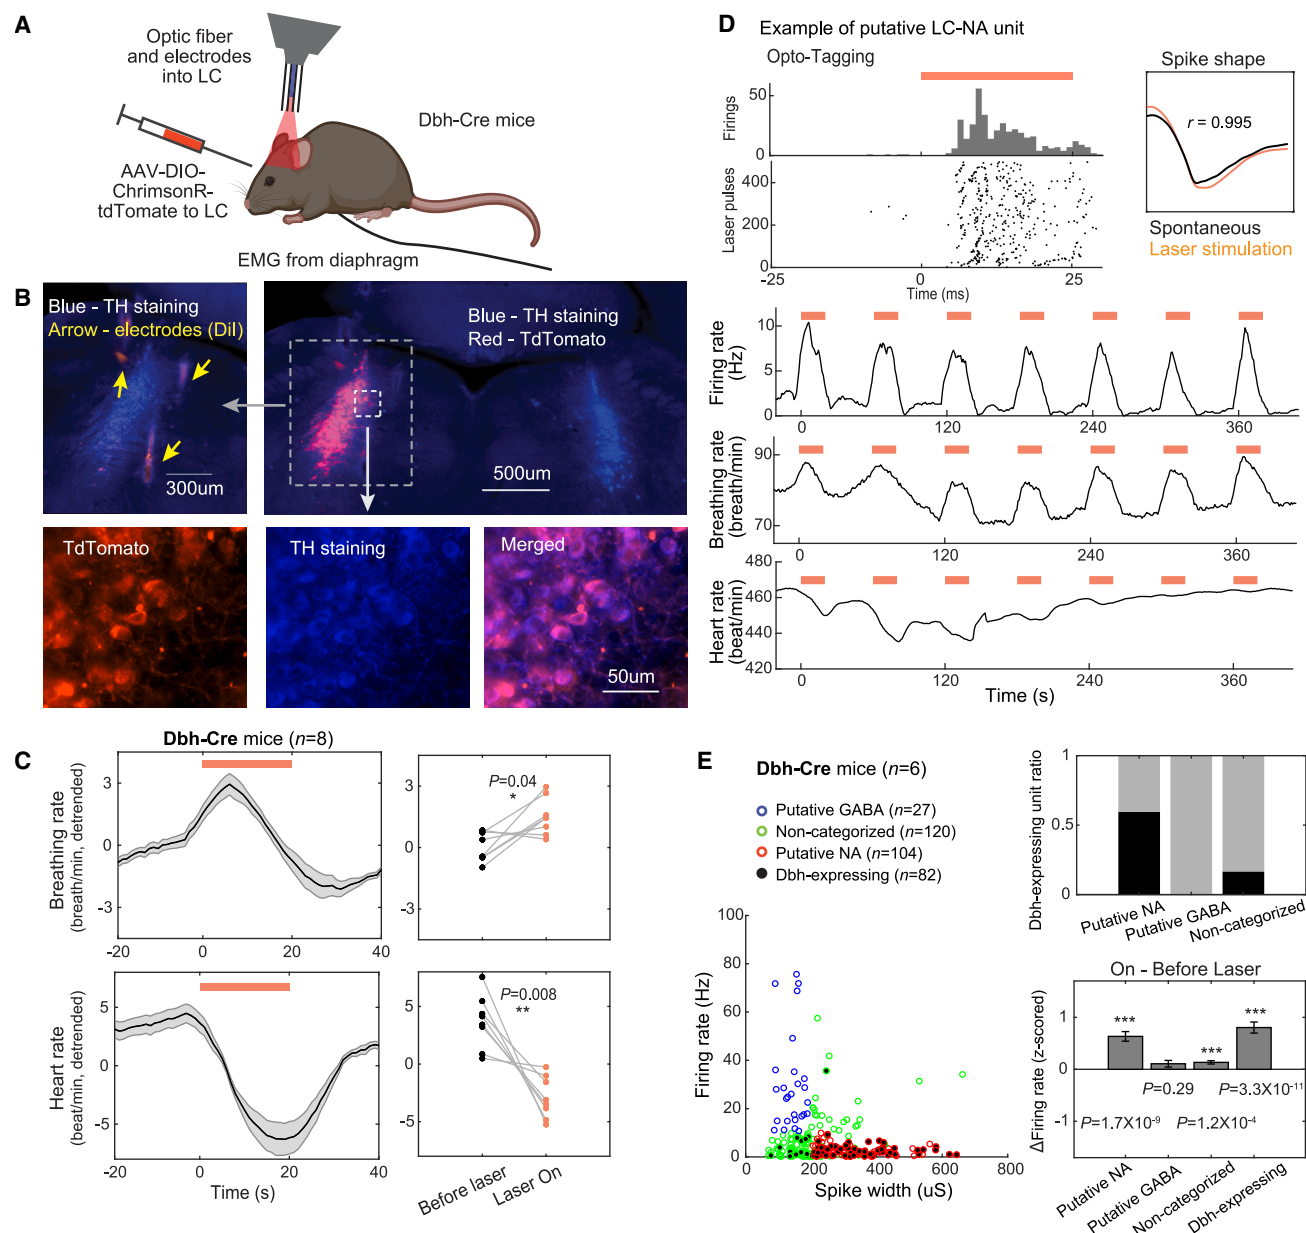 A
Optic fiber
and electrodes
into LC
Dbh-Cre mice
AAV-DIO-
ChrimsonR-
tdTomate to LC
EMG from diaphragm
B
Blue - TH staining
Arrow - electrodes (DiI)
300um
Blue - TH staining
Red - TdTomato
500um
TdTomato
TH staining
Merged
50um
C
Dbh-Cre mice (n=8)
Breathing rate
(breath/min, detrended)
3
0
-3
-20
0
20
40
P=0.04
*
3
0
-3
Heart rate
(beat/min, detrended)
5
0
-5
-20
0
20
40
Time (s)
P=0.008
**
5
0
-5
Before laser
Laser On
D
Example of putative LC-NA unit
Opto-Tagging
Firings
50
0
Laser pulses
400
200
0
-25
0
25
Time (ms)
Spike shape
r = 0.995
Spontaneous
Laser stimulation
Firing rate
(Hz)
10
5
0
0
120
240
360
Breathing rate
(breath/min)
90
70
0
120
240
360
Heart rate
(beat/min)
460
440
420
0
120
240
360
Time (s)
E
Dbh-Cre mice (n=6)
Putative GABA (n=27)
Non-categorized (n=120)
Putative NA (n=104)
Dbh-expressing (n=82)
Firing rate (Hz)
100
80
60
40
20
0
0
200
400
600
800
Spike width (uS)
Dbh-expressing unit ratio
1
0.5
0
Putative NA
Putative GABA
Non-categorized
On - Before Laser
ΔFiring rate (z-scored)
1
0
-1
***
***
***
P=0.29
P=3.3X10⁻¹¹
P=1.7X10⁻⁹
P=1.2X10⁻⁴
Putative NA
Putative GABA
Non-categorized
Dbh-expressing